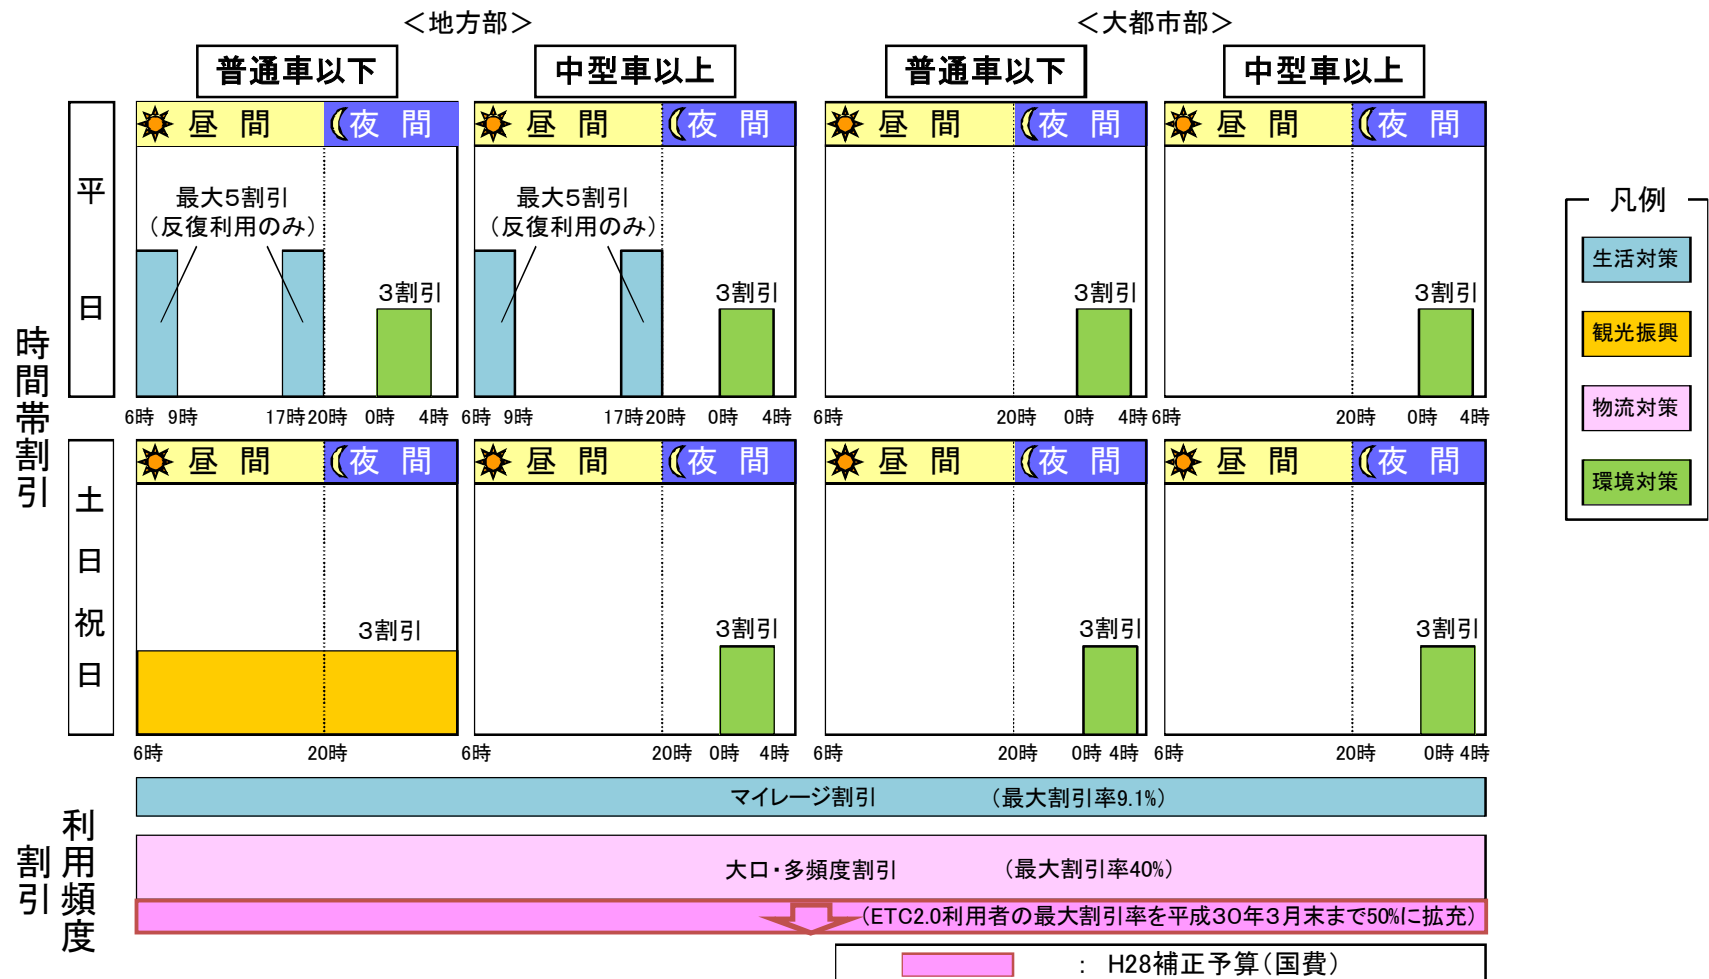 ＜地方部＞
＜大都市部＞
普通車以下
中型車以上
普通車以下
中型車以上
時間帯割引
平日
昼間
夜間
最大５割引
（反復利用のみ）
３割引
6時 9時 17時 20時 0時 4時
昼間
夜間
最大５割引
（反復利用のみ）
３割引
6時 9時 17時 20時 0時 4時
昼間
夜間
３割引
6時 20時 0時 4時
昼間
夜間
３割引
6時 20時 0時 4時
土日祝日
昼間
夜間
３割引
6時 20時
昼間
夜間
３割引
6時 20時 0時 4時
昼間
夜間
３割引
6時 20時 0時 4時
昼間
夜間
３割引
6時 20時 0時 4時
凡例
生活対策
観光振興
物流対策
環境対策
利用頻度
割引
マイレージ割引 （最大割引率9.1%）
大口・多頻度割引 （最大割引率40%）
（ETC2.0利用者の最大割引率を平成３０年３月末まで50%に拡充）
： H28補正予算（国費）